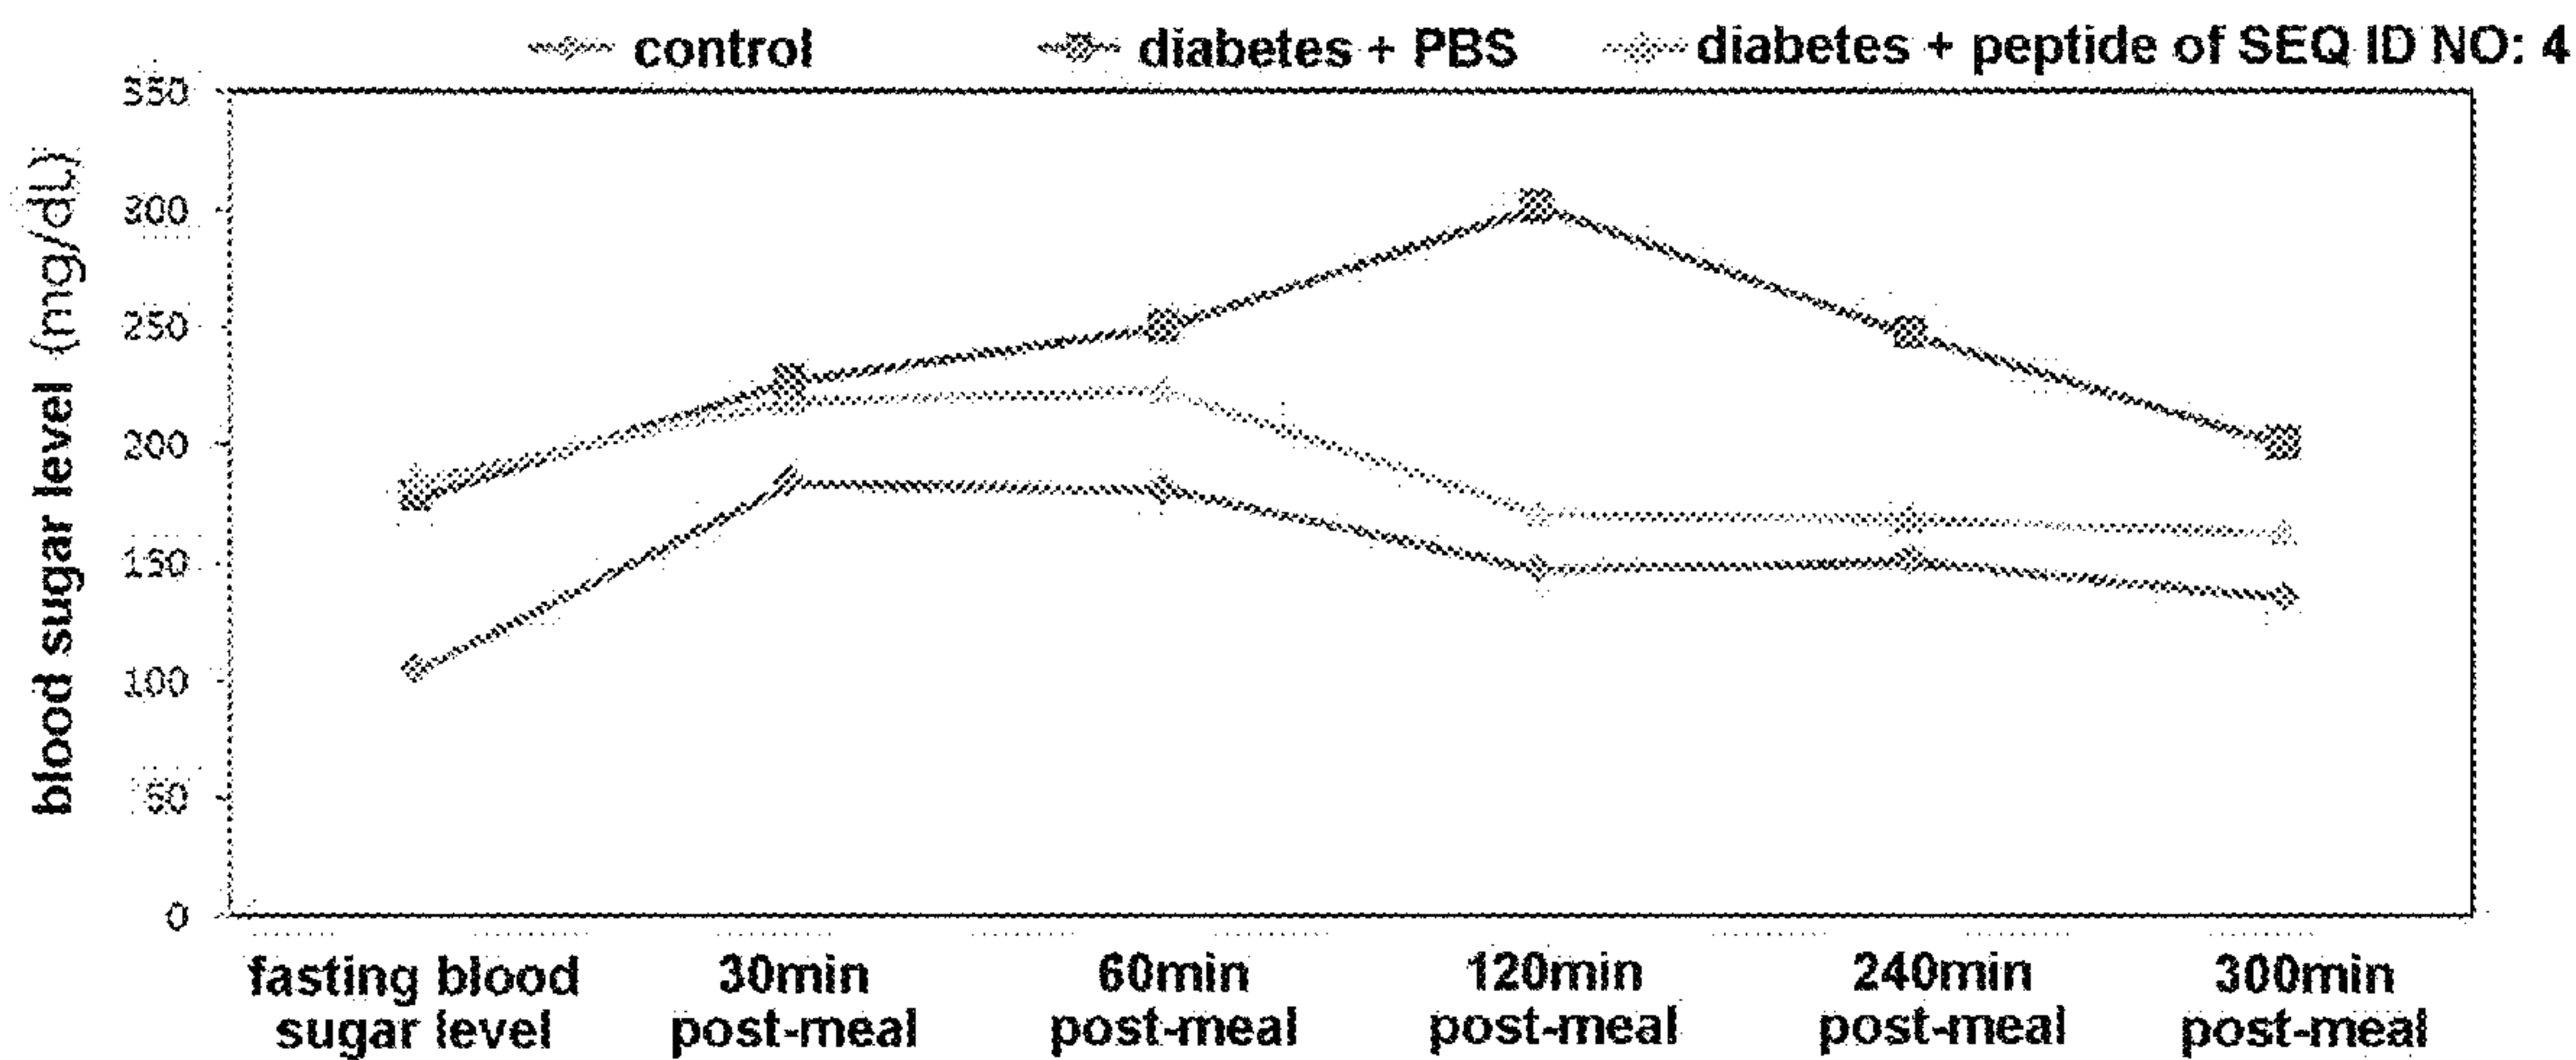 control diabetes + PBS diabetes + peptide of SEQ ID NO: 4
350
300
250
200
150
100
50
0
blood sugar level (mg/dL)
fasting blood sugar level
30min post-meal
60min post-meal
120min post-meal
240min post-meal
300min post-meal